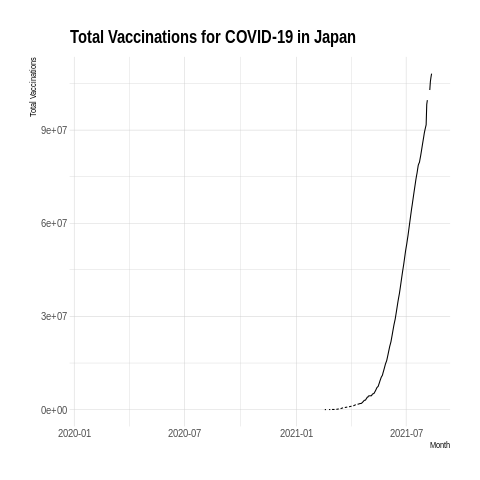 Total Vaccinations for COVID-19 in Japan
Total Vaccinations
9e+07
6e+07
3e+07
0e+00
2020-01 2020-07 2021-01 2021-07
Month